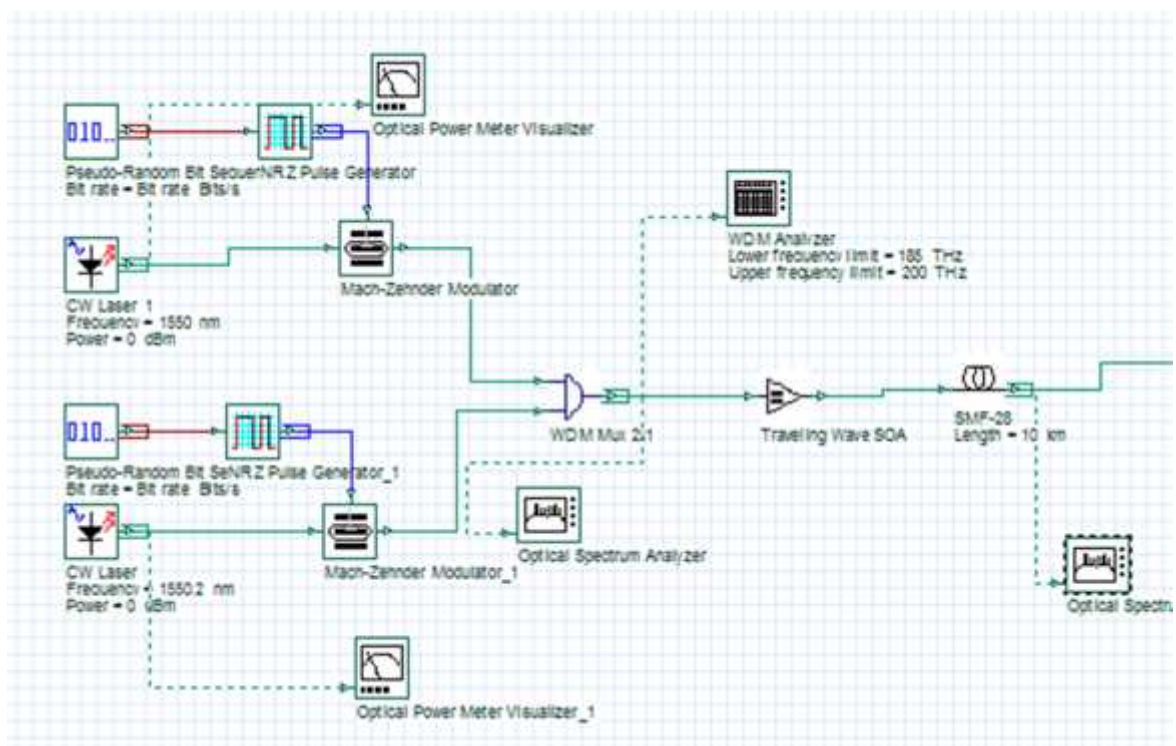 Optical Power Meter Visualizer
010...
Pseudo-Random Bit SequerNRZ Pulse Generator
Bit rate = Bit rate Bits/s
WDM Analyzer
Lower frequency limit = 185 THz
Upper frequency limit = 200 THz
Mach-Zehnder Modulator
CW Laser 1
Frequency = 1550 nm
Power = 0 dBm
010...
WDM Mux 2:1
Traveling Wave SOA
SMF-28
Length = 10 km
Pseudo-Random Bit SeNRZ Pulse Generator_1
Bit rate = Bit rate Bits/s
Optical Spectrum Analyzer
Mach-Zehnder Modulator_1
CW Laser
Frequency = 1550.2 nm
Power = 0 dBm
Optical Spectru
Optical Power Meter Visualizer_1